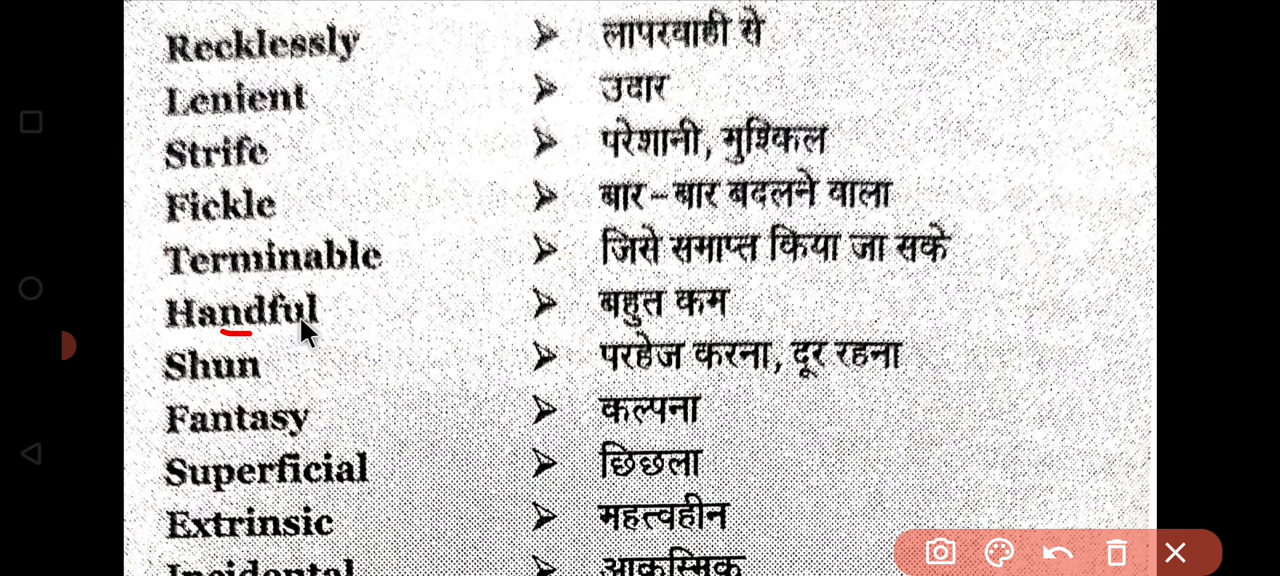 Recklessly ➢ लापरवाही से
Lenient ➢ उदार
Strife ➢ परेशानी, मुश्किल
Fickle ➢ बार-बार बदलने वाला
Terminable ➢ जिसे समाप्त किया जा सके
Handful ➢ बहुत कम
Shun ➢ परहेज करना, दूर रहना
Fantasy ➢ कल्पना
Superficial ➢ छिछला
Extrinsic ➢ महत्वहीन
Incidental ➢ आकस्मिक